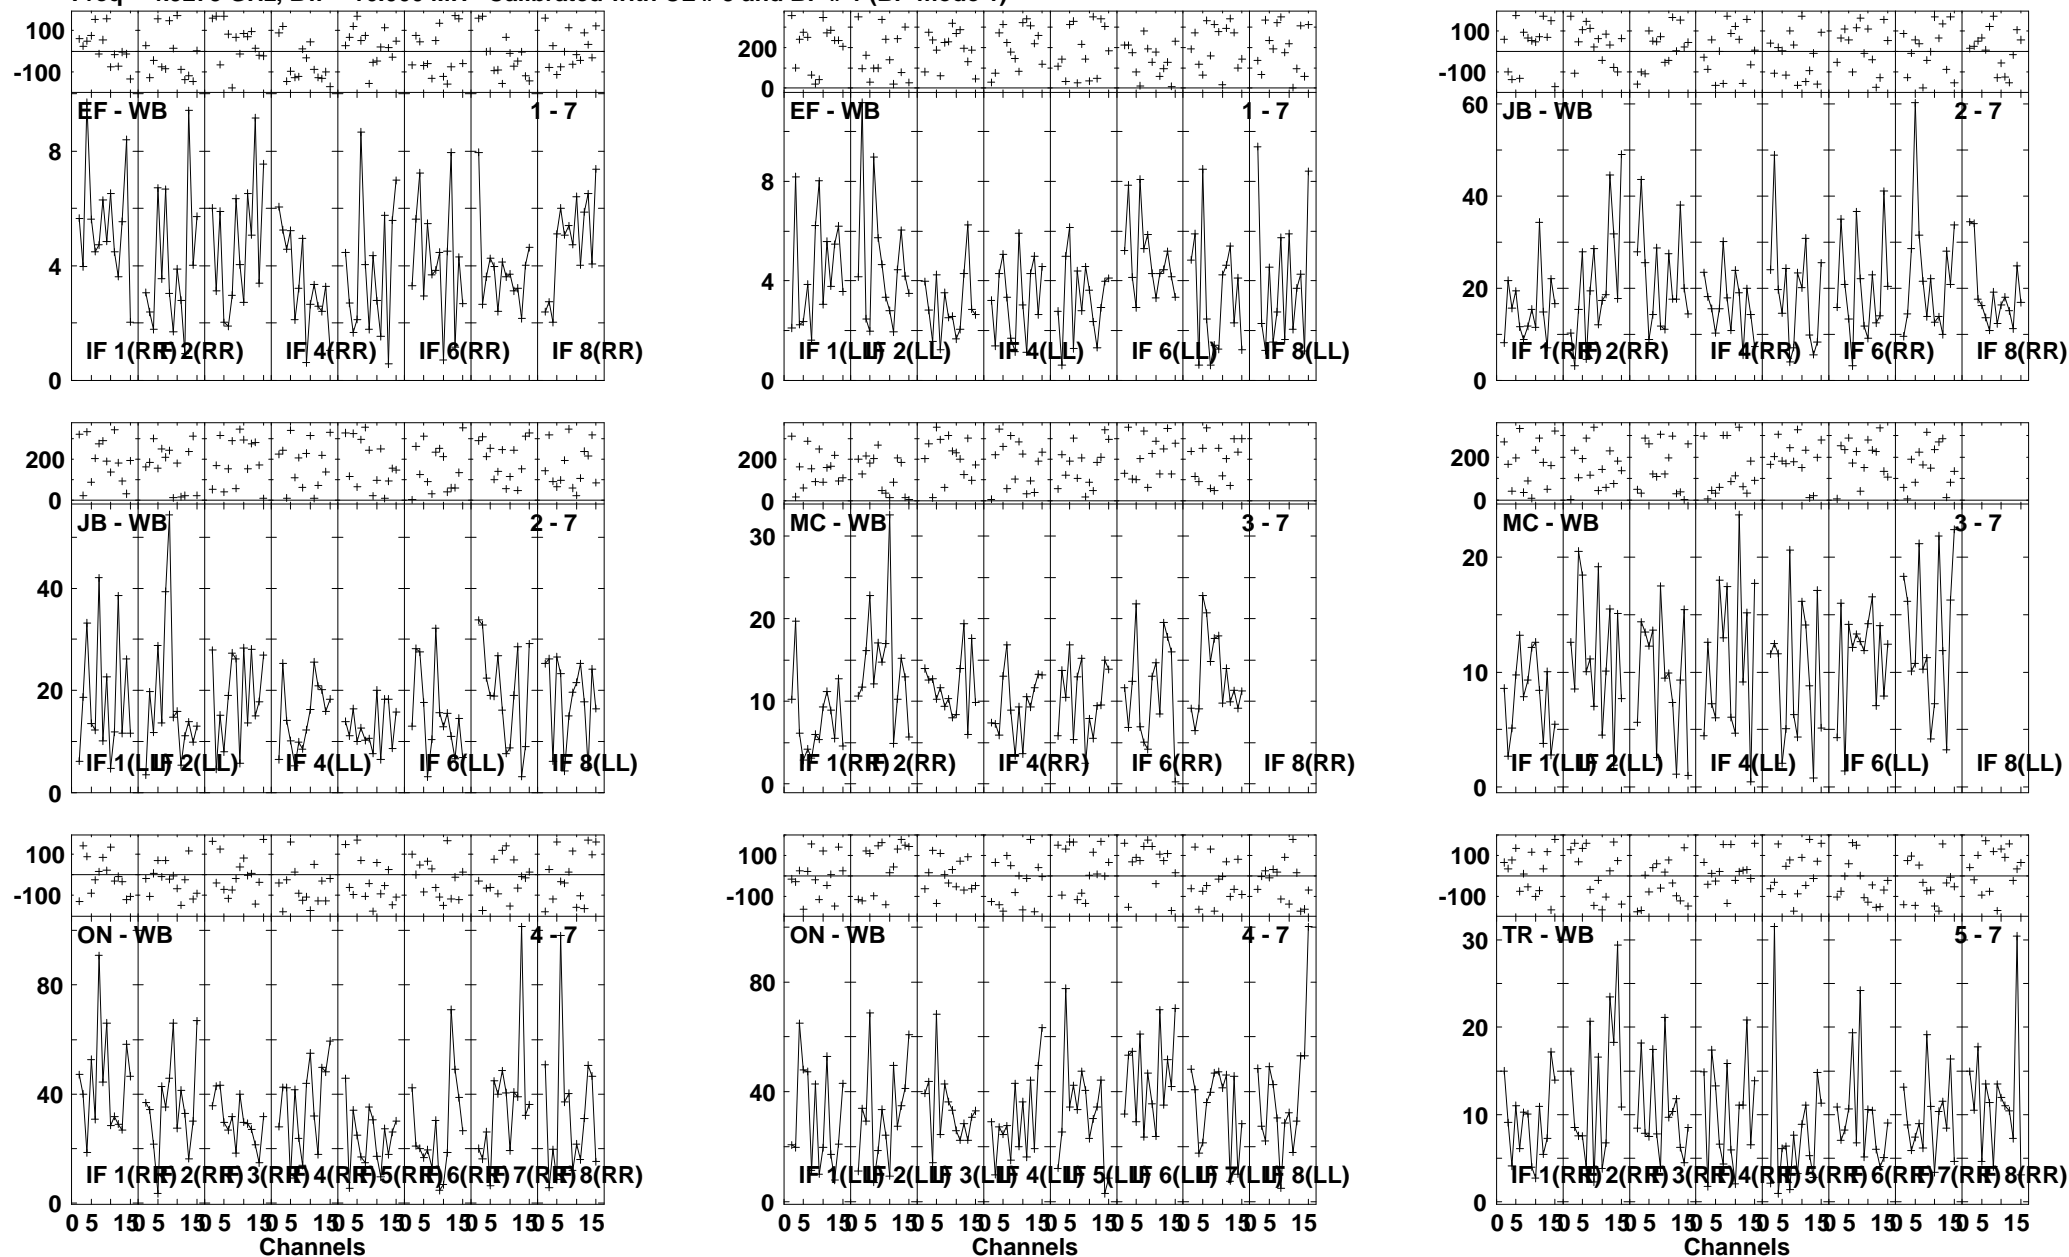 100
-100
EF - WB 1 - 7
8
4
0
IF 1(RR) IF 2(RR) IF 4(RR) IF 6(RR) IF 8(RR)
200
0
EF - WB 1 - 7
8
4
0
IF 1(LL) IF 2(LL) IF 4(LL) IF 6(LL) IF 8(LL)
100
-100
JB - WB 2 - 7
60
40
20
0
IF 1(RR) IF 2(RR) IF 4(RR) IF 6(RR) IF 8(RR)
200
0
JB - WB 2 - 7
40
20
0
IF 1(LL) IF 2(LL) IF 4(LL) IF 6(LL) IF 8(LL)
200
0
MC - WB 3 - 7
30
20
10
0
IF 1(RR) IF 2(RR) IF 4(RR) IF 6(RR) IF 8(RR)
200
0
MC - WB 3 - 7
20
10
0
IF 1(LL) IF 2(LL) IF 4(LL) IF 6(LL) IF 8(LL)
100
-100
ON - WB 4 - 7
80
40
0
IF 1(RR) IF 2(RR) IF 3(RR) IF 4(RR) IF 5(RR) IF 6(RR) IF 7(RR) IF 8(RR)
0 5 15 0 5 15 0 5 15 0 5 15 0 5 15 0 5 15 0 5 15 0 5 15
Channels
100
-100
ON - WB 4 - 7
80
40
0
IF 1(LL) IF 2(LL) IF 3(LL) IF 4(LL) IF 5(LL) IF 6(LL) IF 7(LL) IF 8(LL)
0 5 15 0 5 15 0 5 15 0 5 15 0 5 15 0 5 15 0 5 15 0 5 15
Channels
100
-100
TR - WB 5 - 7
30
20
10
0
IF 1(RR) IF 2(RR) IF 3(RR) IF 4(RR) IF 5(RR) IF 6(RR) IF 7(RR) IF 8(RR)
0 5 15 0 5 15 0 5 15 0 5 15 0 5 15 0 5 15 0 5 15 0 5 15
Channels